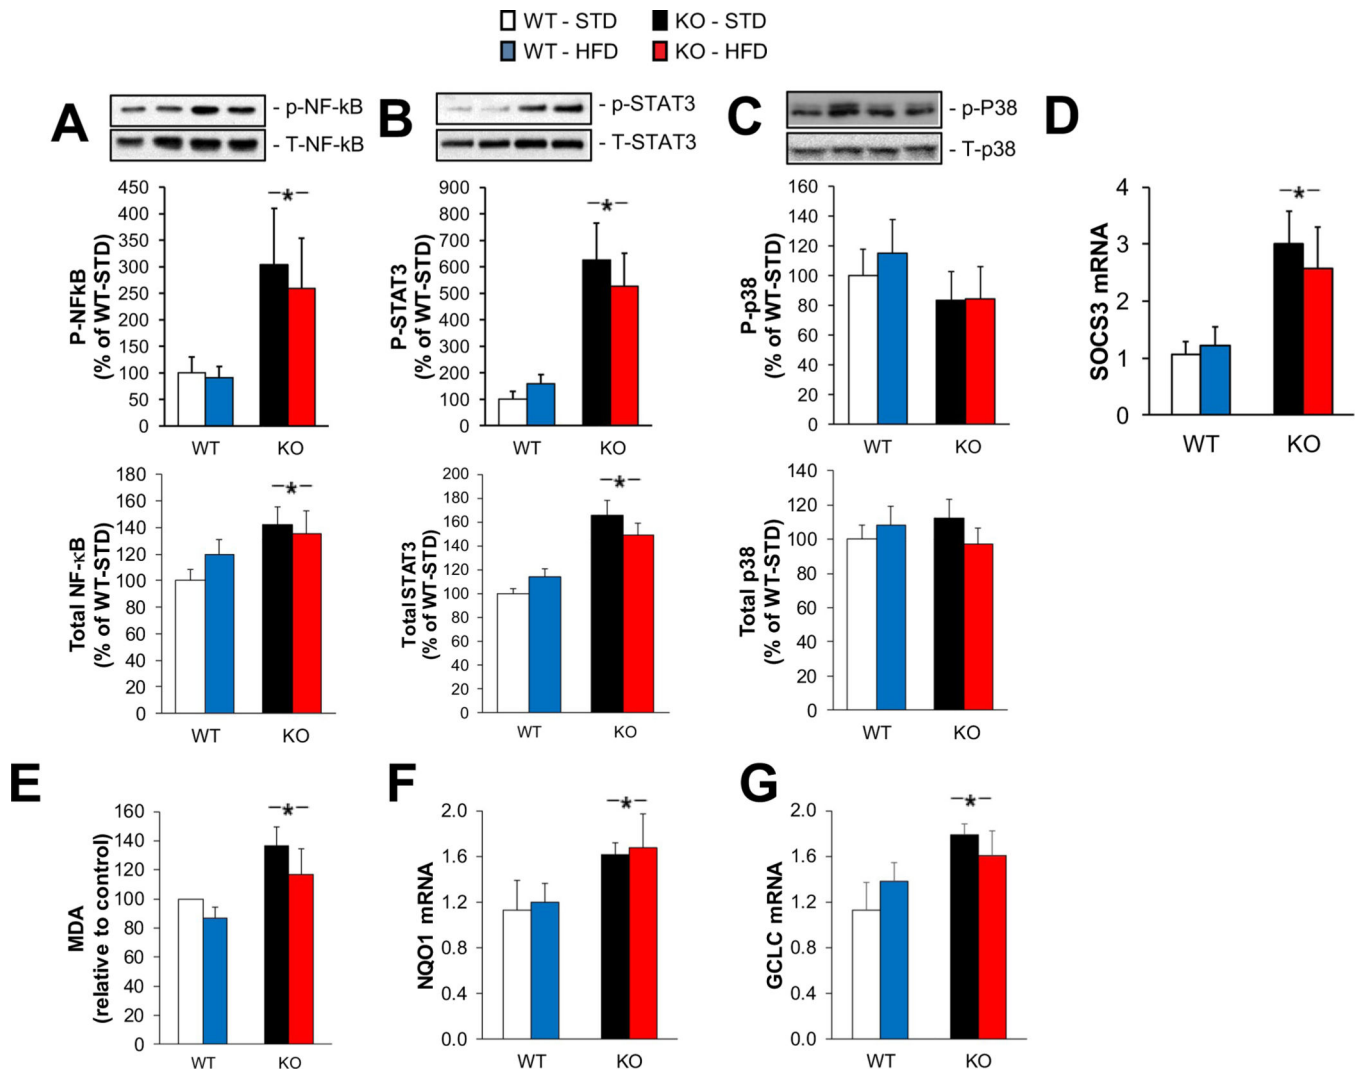 WT - STD
KO - STD
WT - HFD
KO - HFD
A
- p-NF-kB
- T-NF-kB
450
400
350
300
250
200
150
100
50
0
P-NFkB
(% of WT-STD)
*
WT
KO
180
160
140
120
100
80
60
40
20
0
Total NF-κB
(% of WT-STD)
*
WT
KO
B
- p-STAT3
- T-STAT3
900
800
700
600
500
400
300
200
100
0
P-STAT3
(% of WT-STD)
*
WT
KO
200
180
160
140
120
100
80
60
40
20
0
Total STAT3
(% of WT-STD)
*
WT
KO
C
- p-P38
- T-p38
160
140
120
100
80
60
40
20
0
P-p38
(% of WT-STD)
WT
KO
140
120
100
80
60
40
20
0
Total p38
(% of WT-STD)
WT
KO
D
4
3
2
1
0
SOCS3 mRNA
*
WT
KO
E
160
140
120
100
80
60
40
20
0
MDA
(relative to control)
*
WT
KO
F
2.0
1.6
1.2
0.8
0.4
0.0
NQO1 mRNA
*
WT
KO
G
2.0
1.6
1.2
0.8
0.4
0.0
GCLC mRNA
*
WT
KO